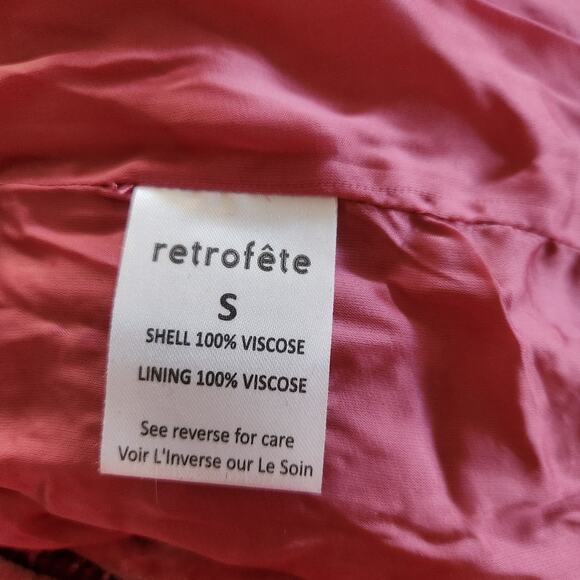 retrofête
S
SHELL 100% VISCOSE
LINING 100% VISCOSE
See reverse for care
Voir L'Inverse our Le Soin